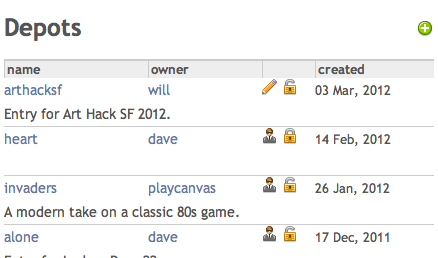 Depots
name owner created
arthacksf will 03 Mar, 2012
Entry for Art Hack SF 2012.
heart dave 14 Feb, 2012
invaders playcanvas 26 Jan, 2012
A modern take on a classic 80s game.
alone dave 17 Dec, 2011